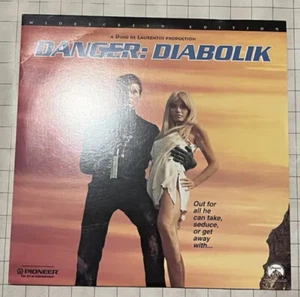 WIDESCREEN EDITION
A DINO DE LAURENTIIS PRODUCTION
DANGER: DIABOLIK
Out for
all he
can take,
seduce,
or get
away
with...
PIONEER